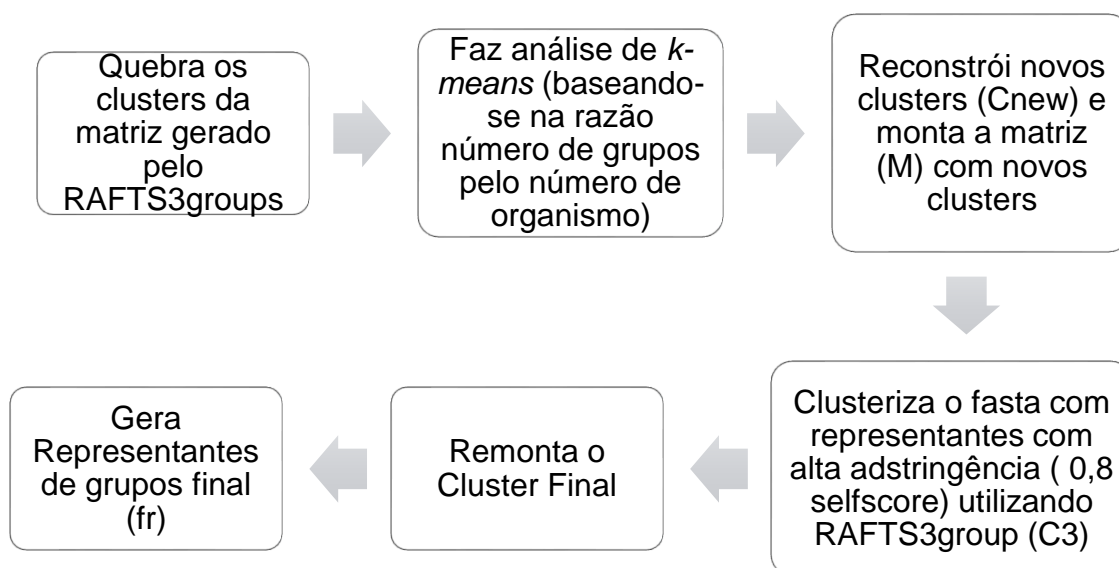 Quebra os
clusters da
matriz gerado
pelo
RAFTS3groups
Faz análise de k-
means (baseando-
se na razão
número de grupos
pelo número de
organismo)
Reconstrói novos
clusters (Cnew) e
monta a matriz
(M) com novos
clusters
Clusteriza o fasta com
representantes com
alta adstringência ( 0,8
selfscore) utilizando
RAFTS3group (C3)
Remonta o
Cluster Final
Gera
Representantes
de grupos final
(fr)